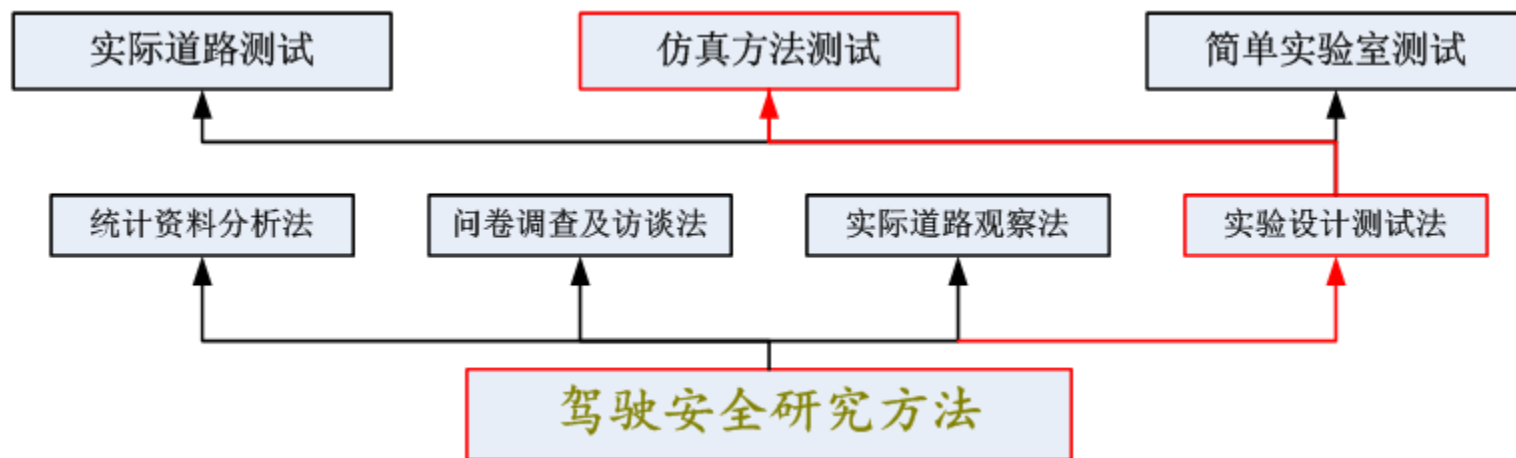 实际道路测试
仿真方法测试
简单实验室测试
统计资料分析法
问卷调查及访谈法
实际道路观察法
实验设计测试法
驾驶安全研究方法